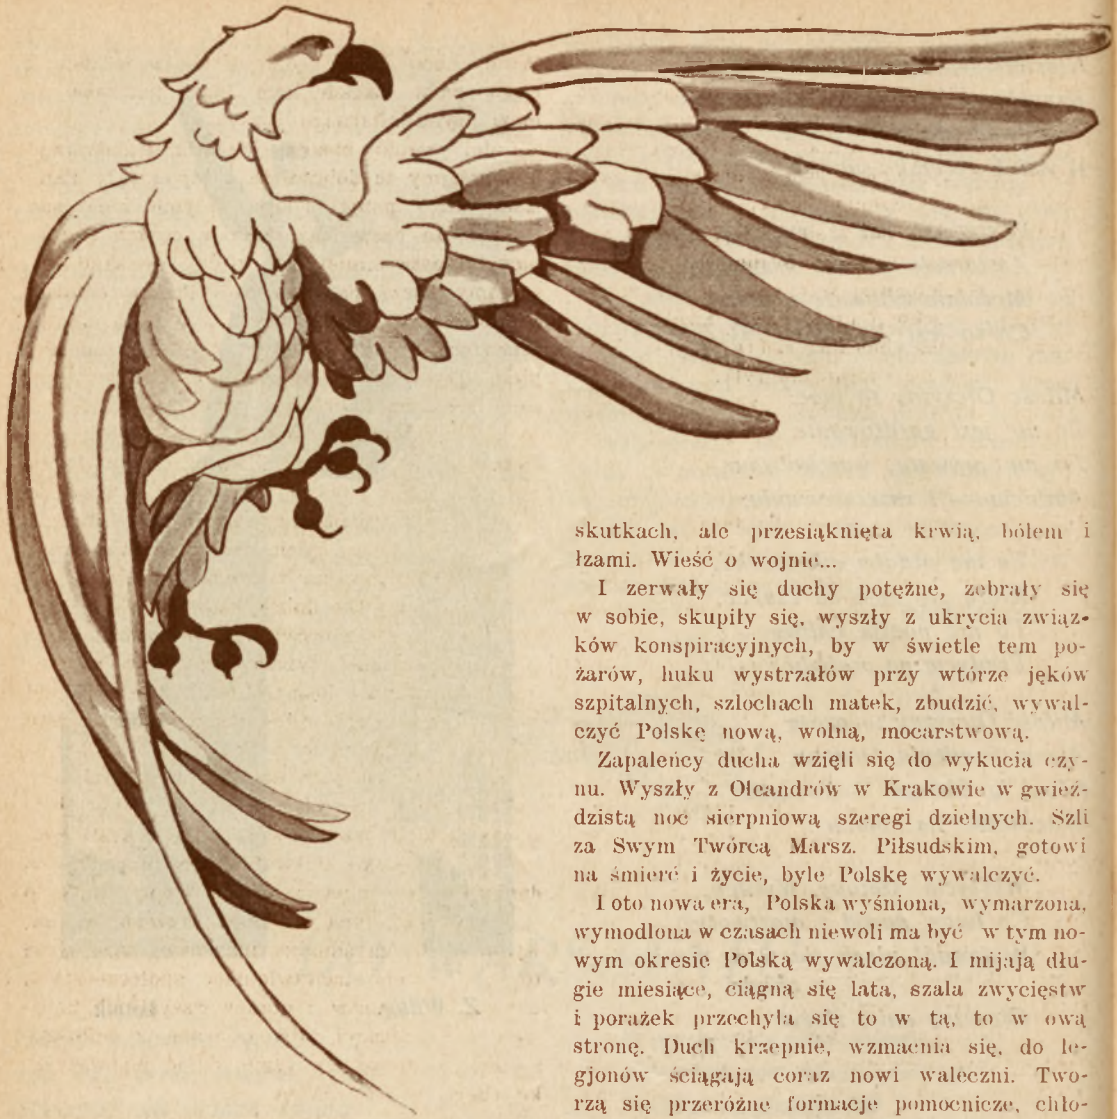 skutkach, ale przesiąknięta krwią, bólem i
łzami. Wieść o wojnie...
I zerwały się duchy potężne, zebrały się
w sobie, skupiły się, wyszły z ukrycia związ-
ków konspiracyjnych, by w świetle tem po-
żarów, huku wystrzałów przy wtórze jęków
szpitalnych, szlochach matek, zbudzić, wywal-
czyć Polskę nową, wolną, mocarstwową.
Zapaleńcy ducha wzięli się do wykucia czy-
nu. Wyszły z Oleandrów w Krakowie w gwieź-
dzistą noc sierpniową szeregi dzielnych. Szli
za Swym Twórcą Marsz. Piłsudskim, gotowi
na śmierć i życie, byle Polskę wywalczyć.
I oto nowa era, Polska wyśniona, wymarzona,
wymodlona w czasach niewoli ma być w tym no-
wym okresie Polską wywalczoną. I mijają dłu-
gie miesiące, ciągną się lata, szala zwycięstw
i porażek przechyla się to w tą, to w ową
stronę. Duch krzepnie, wzmacnia się, do le-
gjonów ściągają coraz nowi waleczni. Two-
rzą się przeróżne formacje pomocnicze, chło-